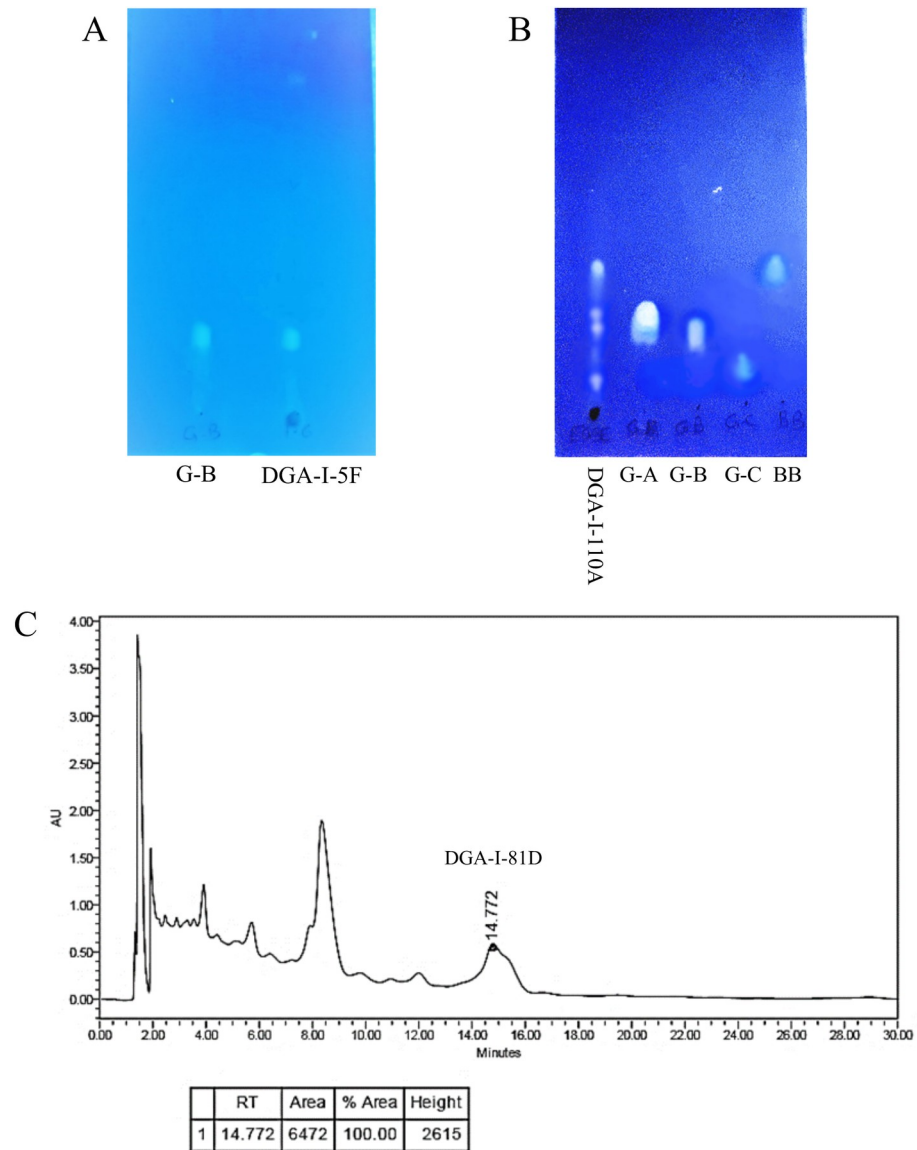 A
B
G-B
G-B DGA-I-5F
G-B G-C BB
DGA-I-110A
G-A G-B G-C BB
C
4.00
3.50
3.00
2.50
2.00
1.50
1.00
0.50
0.00
AU
DGA-I-81D
14.772
0.00 2.00 4.00 6.00 8.00 10.00 12.00 14.00 16.00 18.00 20.00 22.00 24.00 26.00 28.00 30.00
Minutes
RT Area % Area Height
1 14.772 6472 100.00 2615